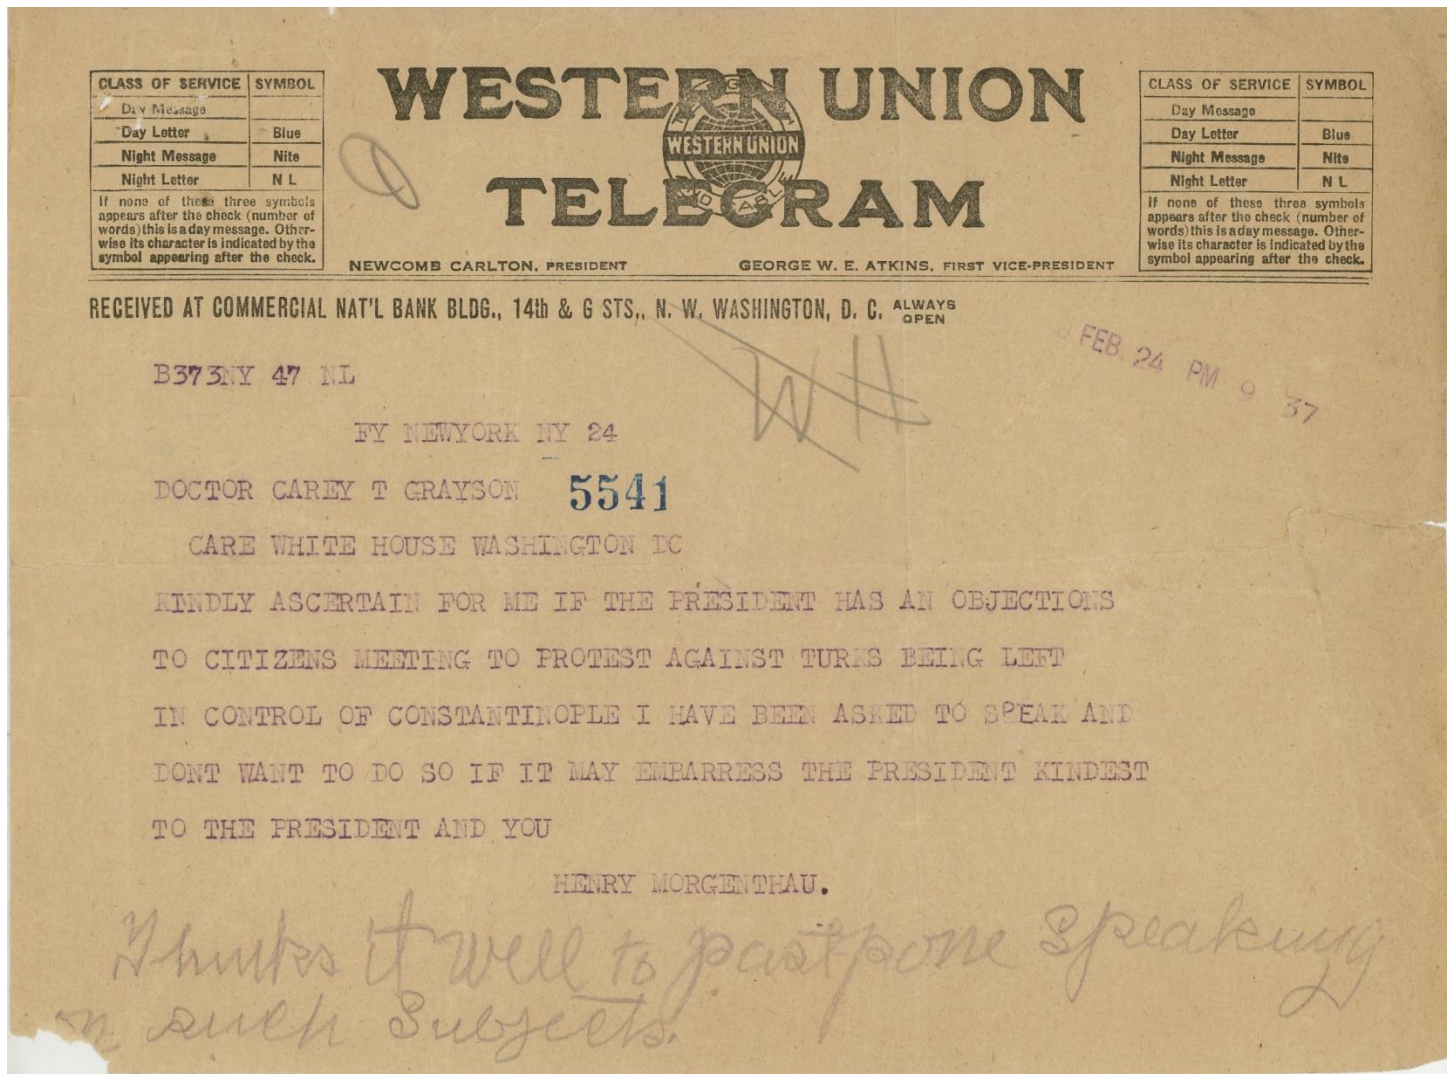 CLASS OF SERVICE SYMBOL
Day Message
Day Letter Blue
Night Message Nite
Night Letter N L
If none of these three symbols
appears after the check (number of
words) this is a day message. Other-
wise its character is indicated by the
symbol appearing after the check.
WESTERN UNION
WESTERN UNION
TELEGRAM
NEWCOMB CARLTON, PRESIDENT GEORGE W. E. ATKINS, FIRST VICE-PRESIDENT
CLASS OF SERVICE SYMBOL
Day Message
Day Letter Blue
Night Message Nite
Night Letter N L
If none of these three symbols
appears after the check (number of
words) this is a day message. Other-
wise its character is indicated by the
symbol appearing after the check.
RECEIVED AT COMMERCIAL NAT'L BANK BLDG., 14th & G STS,, N. W. WASHINGTON, D. C. ALWAYS OPEN
FEB. 24 PM 9 37
WH
B373NY 47 NL
FY NEWYORK NY 24
DOCTOR CAREY T GRAYSON 5541
CARE WHITE HOUSE WASHINGTON DC
KINDLY ASCERTAIN FOR ME IF THE PRESIDENT HAS AN OBJECTIONS
TO CITIZENS MEETING TO PROTEST AGAINST TURKS BEING LEFT
IN CONTROL OF CONSTANTINOPLE I HAVE BEEN ASKED TO SPEAK AND
DONT WANT TO DO SO IF IT MAY EMBARRESS THE PRESIDENT KINDEST
TO THE PRESIDENT AND YOU
HENRY MORGENTHAU.
Thinks it well to postpone speaking
on such subjects.